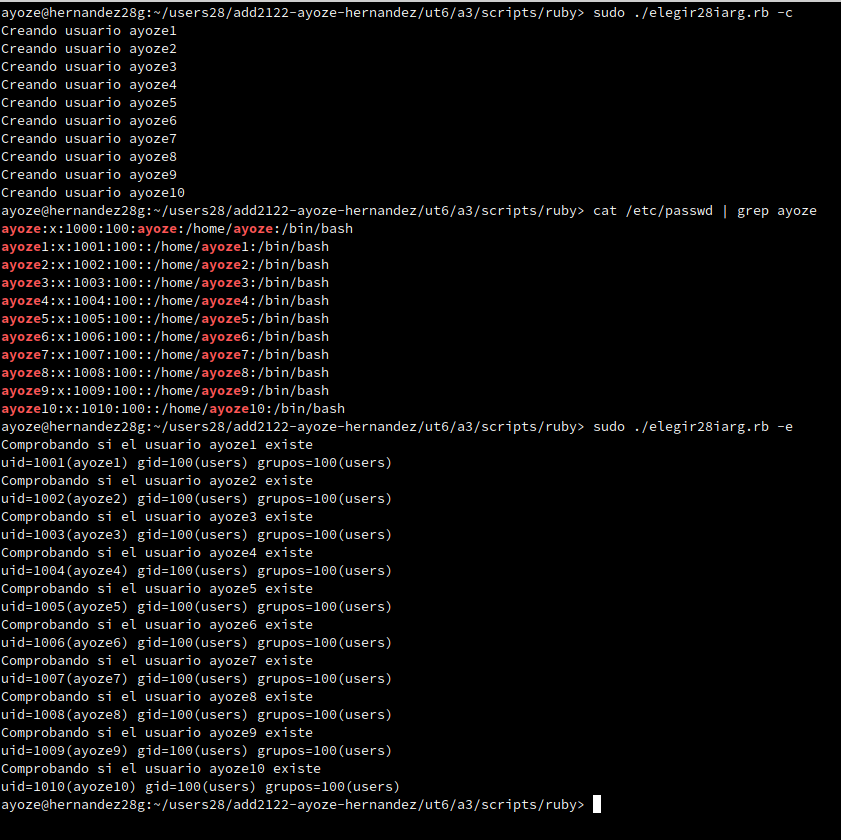 ayoze@hernandez28g:~/users28/add2122-ayoze-hernandez/ut6/a3/scripts/ruby> sudo ./elegir28iarg.rb -c
Creando usuario ayoze1
Creando usuario ayoze2
Creando usuario ayoze3
Creando usuario ayoze4
Creando usuario ayoze5
Creando usuario ayoze6
Creando usuario ayoze7
Creando usuario ayoze8
Creando usuario ayoze9
Creando usuario ayoze10
ayoze@hernandez28g:~/users28/add2122-ayoze-hernandez/ut6/a3/scripts/ruby> cat /etc/passwd | grep ayoze
ayoze:x:1000:100:ayoze:/home/ayoze:/bin/bash
ayoze1:x:1001:100::/home/ayoze1:/bin/bash
ayoze2:x:1002:100::/home/ayoze2:/bin/bash
ayoze3:x:1003:100::/home/ayoze3:/bin/bash
ayoze4:x:1004:100::/home/ayoze4:/bin/bash
ayoze5:x:1005:100::/home/ayoze5:/bin/bash
ayoze6:x:1006:100::/home/ayoze6:/bin/bash
ayoze7:x:1007:100::/home/ayoze7:/bin/bash
ayoze8:x:1008:100::/home/ayoze8:/bin/bash
ayoze9:x:1009:100::/home/ayoze9:/bin/bash
ayoze10:x:1010:100::/home/ayoze10:/bin/bash
ayoze@hernandez28g:~/users28/add2122-ayoze-hernandez/ut6/a3/scripts/ruby> sudo ./elegir28iarg.rb -e
Comprobando si el usuario ayoze1 existe
uid=1001(ayoze1) gid=100(users) grupos=100(users)
Comprobando si el usuario ayoze2 existe
uid=1002(ayoze2) gid=100(users) grupos=100(users)
Comprobando si el usuario ayoze3 existe
uid=1003(ayoze3) gid=100(users) grupos=100(users)
Comprobando si el usuario ayoze4 existe
uid=1004(ayoze4) gid=100(users) grupos=100(users)
Comprobando si el usuario ayoze5 existe
uid=1005(ayoze5) gid=100(users) grupos=100(users)
Comprobando si el usuario ayoze6 existe
uid=1006(ayoze6) gid=100(users) grupos=100(users)
Comprobando si el usuario ayoze7 existe
uid=1007(ayoze7) gid=100(users) grupos=100(users)
Comprobando si el usuario ayoze8 existe
uid=1008(ayoze8) gid=100(users) grupos=100(users)
Comprobando si el usuario ayoze9 existe
uid=1009(ayoze9) gid=100(users) grupos=100(users)
Comprobando si el usuario ayoze10 existe
uid=1010(ayoze10) gid=100(users) grupos=100(users)
ayoze@hernandez28g:~/users28/add2122-ayoze-hernandez/ut6/a3/scripts/ruby>